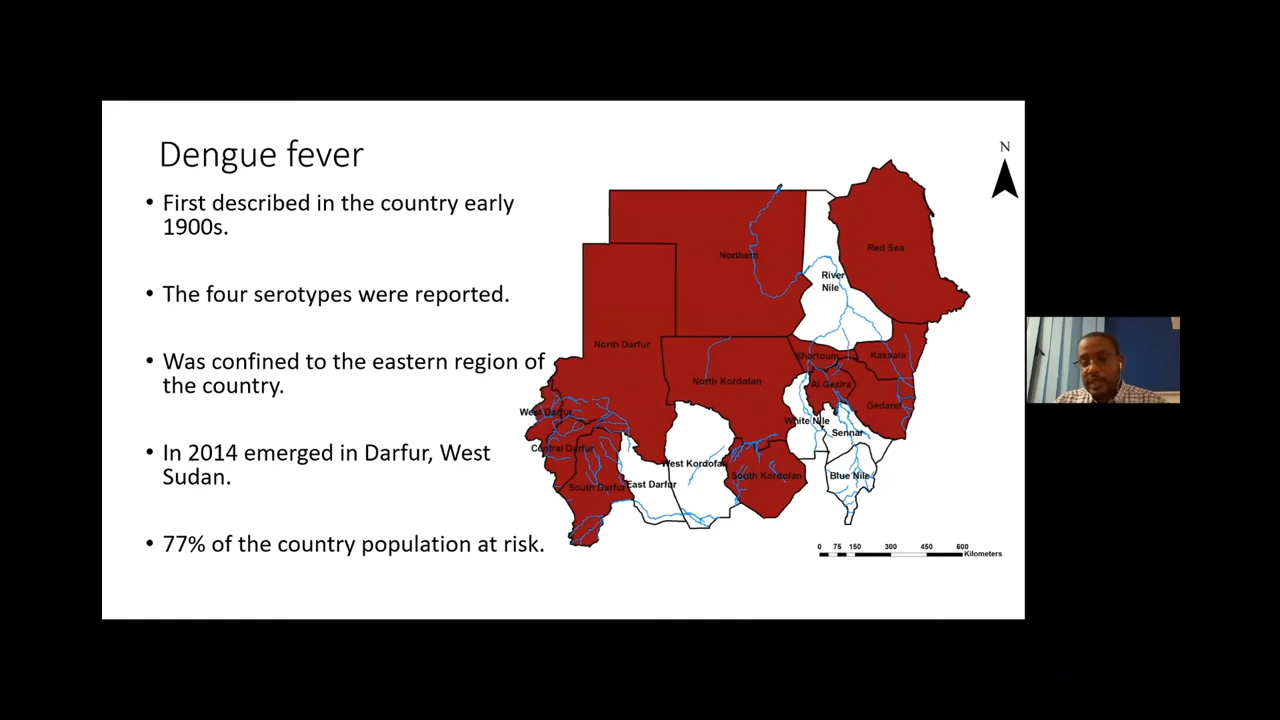 Dengue fever
• First described in the country early
1900s.
• The four serotypes were reported.
• Was confined to the eastern region of
the country.
• In 2014 emerged in Darfur, West
Sudan.
• 77% of the country population at risk.
N
Red Sea
Northern
River
Nile
North Darfur
Khartoum
Kassala
North Kordofan
Al Gezira
Gedaref
West Darfur
White Nile
Sennar
Central Darfur
West Kordofan
South Kordofan
Blue Nile
South Darfur
East Darfur
0 75 150 300 450 600
Kilometers